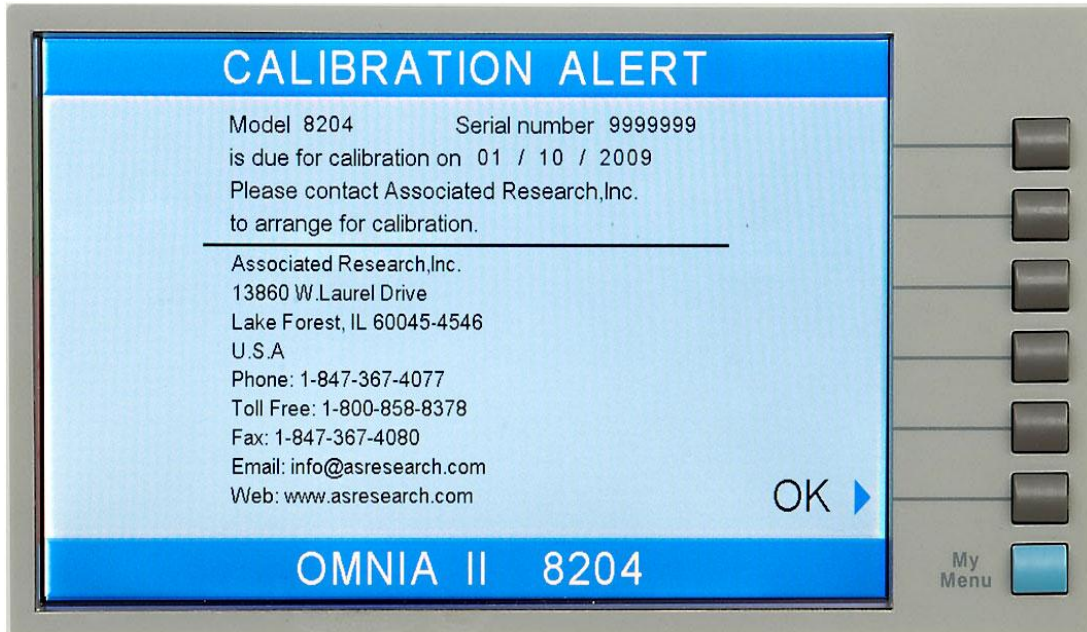 CALIBRATION ALERT
Model 8204 Serial number 9999999
is due for calibration on 01 / 10 / 2009
Please contact Associated Research,Inc.
to arrange for calibration.
Associated Research,Inc.
13860 W.Laurel Drive
Lake Forest, IL 60045-4546
U.S.A
Phone: 1-847-367-4077
Toll Free: 1-800-858-8378
Fax: 1-847-367-4080
Email: info@asresearch.com
Web: www.asresearch.com
OK
OMNIA II 8204
My
Menu